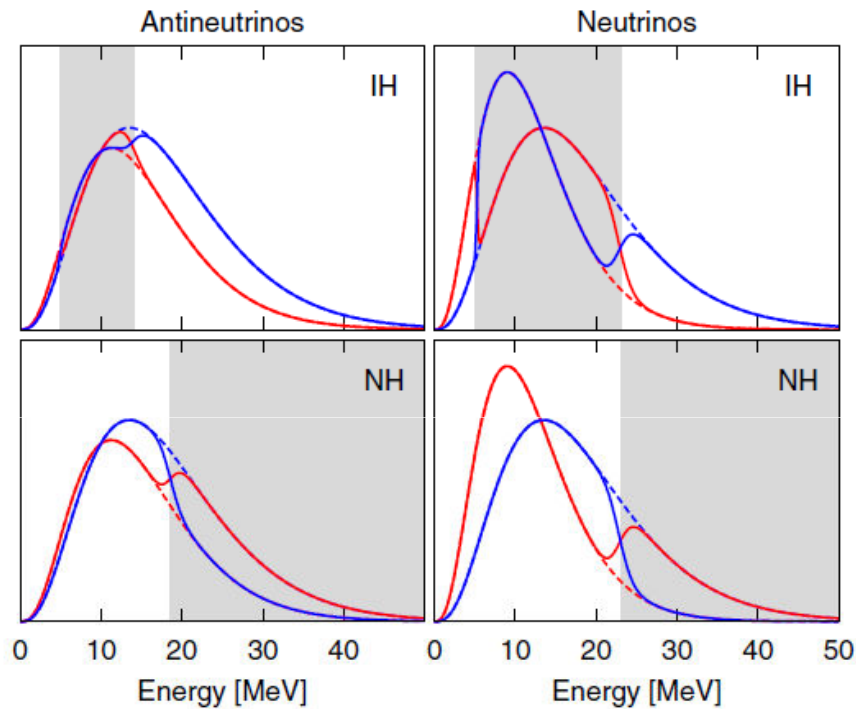 Antineutrinos Neutrinos
IH IH
NH NH
0 10 20 30 40 0 10 20 30 40 50
Energy [MeV] Energy [MeV]